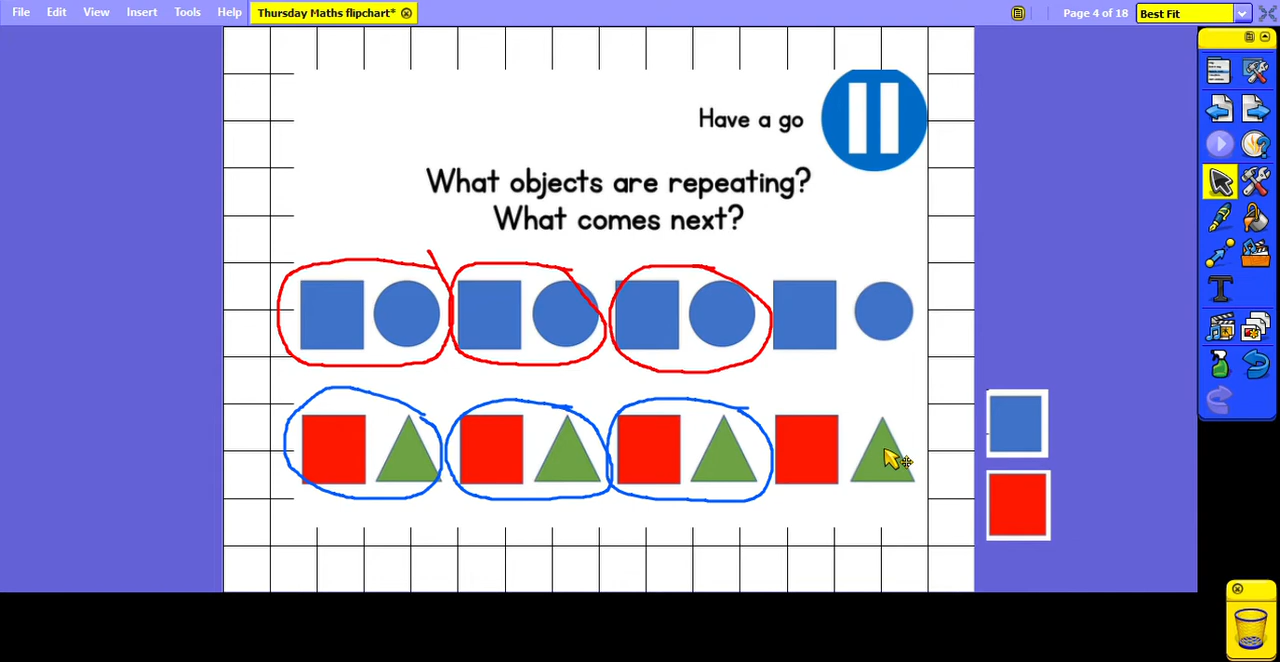 File Edit View Insert Tools Help Thursday Maths flipchart* Page 4 of 18 Best Fit
Have a go
What objects are repeating?
What comes next?
T